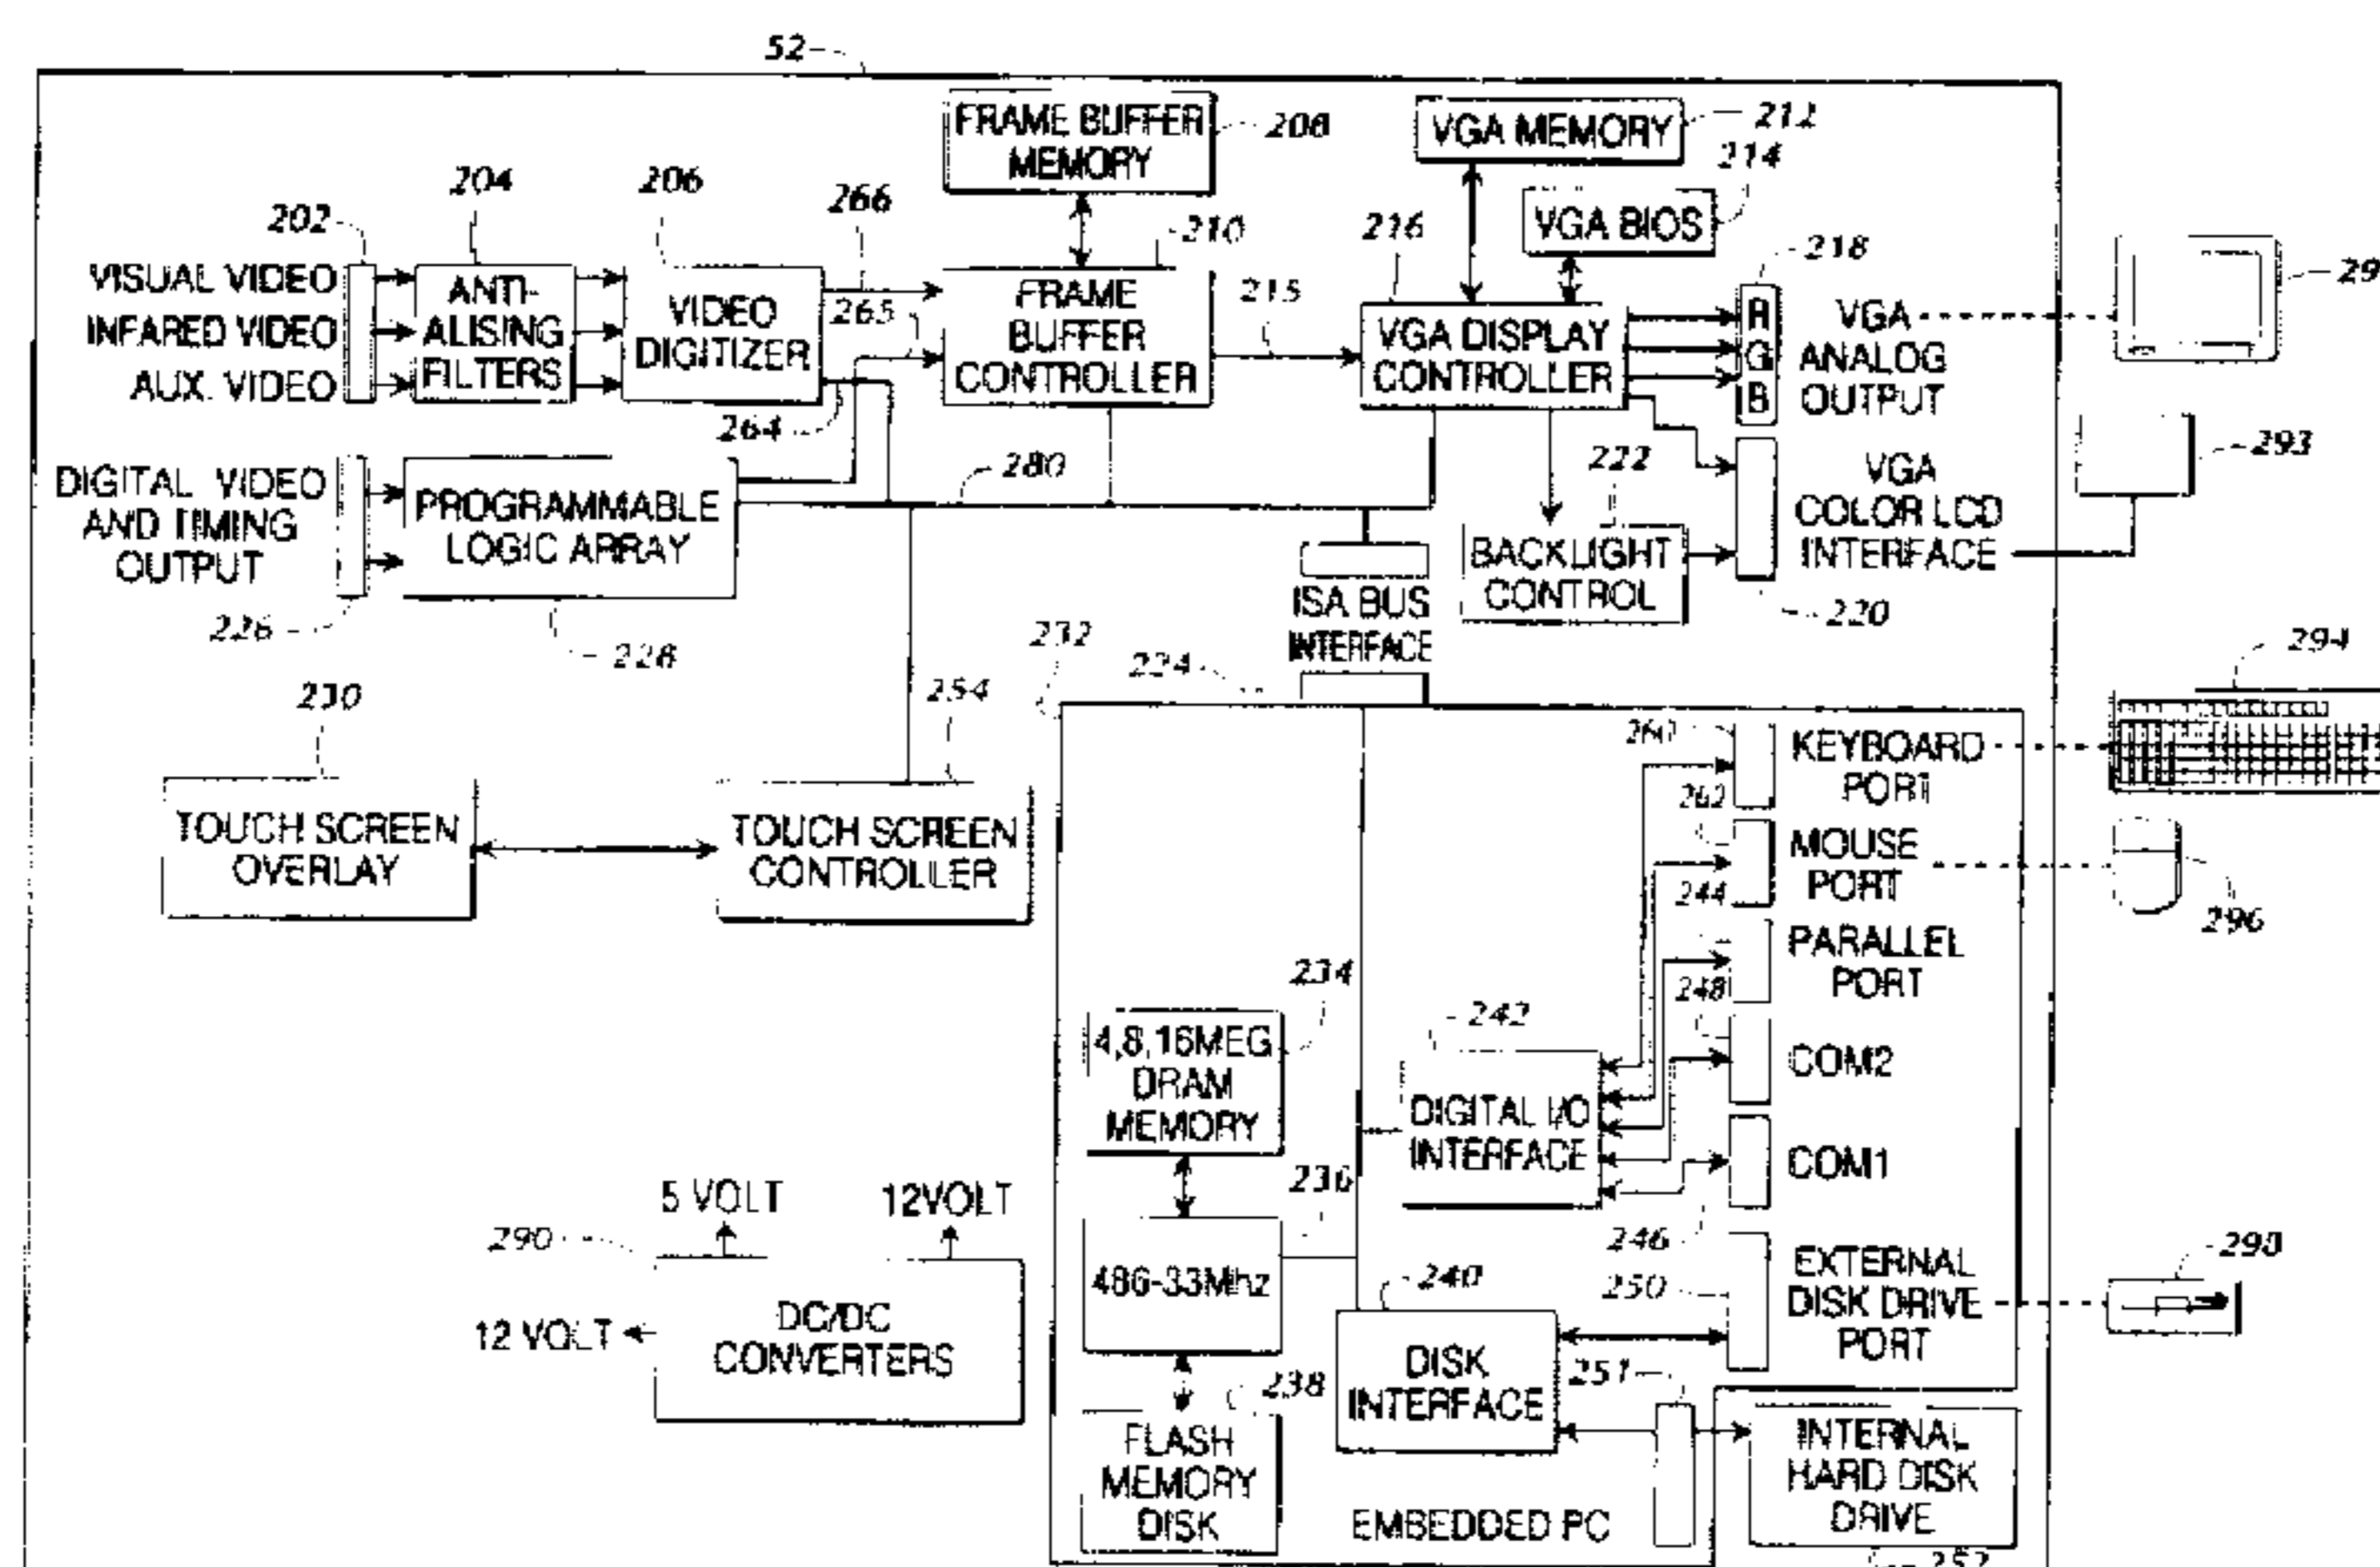 52
FRAME BUFFER
MEMORY
208
VGA MEMORY
212
214
VGA BIOS
202
204
206
266
210
216
218
VISUAL VIDEO
INFARED VIDEO
AUX. VIDEO
ANTI-
ALISING
FILTERS
VIDEO
DIGITIZER
265
264
FRAME
BUFFER
CONTROLLER
215
VGA DISPLAY
CONTROLLER
R
G
B
VGA
ANALOG
OUTPUT
293
DIGITAL VIDEO
AND TIMING
OUTPUT
226
PROGRAMMABLE
LOGIC ARRAY
228
280
222
BACKLIGHT
CONTROL
VGA
COLOR LCD
INTERFACE
220
ISA BUS
INTERFACE
224
232
230
254
TOUCH SCREEN
OVERLAY
TOUCH SCREEN
CONTROLLER
260
KEYBOARD
PORT
294
262
MOUSE
PORT
296
244
PARALLEL
PORT
248
COM2
COM1
246
234
4,8,16MEG
DRAM
MEMORY
242
DIGITAL I/O
INTERFACE
236
486-33Mhz
5 VOLT
12VOLT
290
12 VOLT
DC/DC
CONVERTERS
240
DISK
INTERFACE
250
EXTERNAL
DISK DRIVE
PORT
298
238
FLASH
MEMORY
DISK
251
EMBEDDED PC
INTERNAL
HARD DISK
DRIVE
252